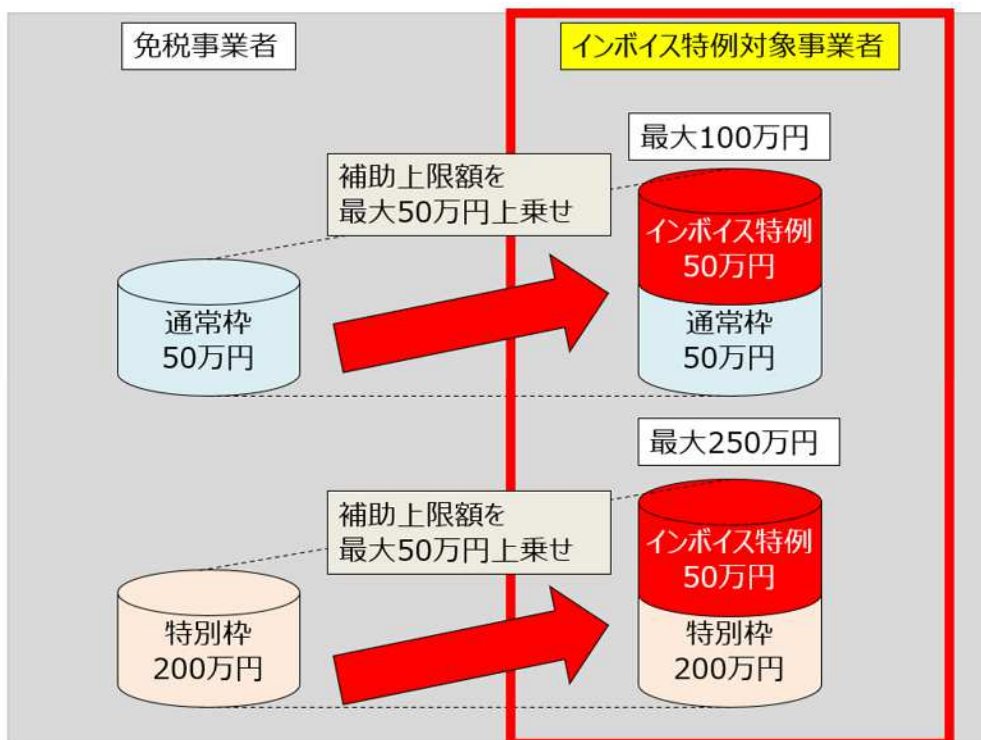 免税事業者
インボイス特例対象事業者
最大100万円
補助上限額を
最大50万円上乗せ
インボイス特例
50万円
通常枠
50万円
通常枠
50万円
最大250万円
補助上限額を
最大50万円上乗せ
インボイス特例
50万円
特別枠
200万円
特別枠
200万円